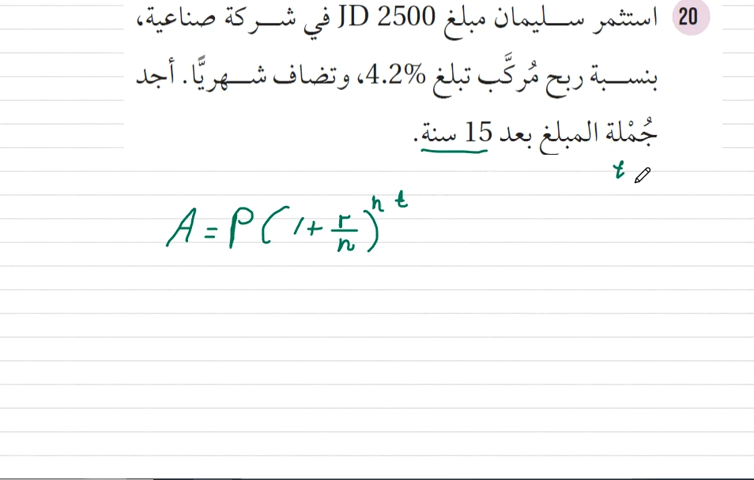 20 استثمر سليمان مبلغ JD 2500 في شركة صناعية،
بنسبة ربح مُركَّب تبلغ 4.2%، وتضاف شهريًّا. أجد
جُمْلة المبلغ بعد 15 سنة.
t
A = P(1 + r/n)^nt